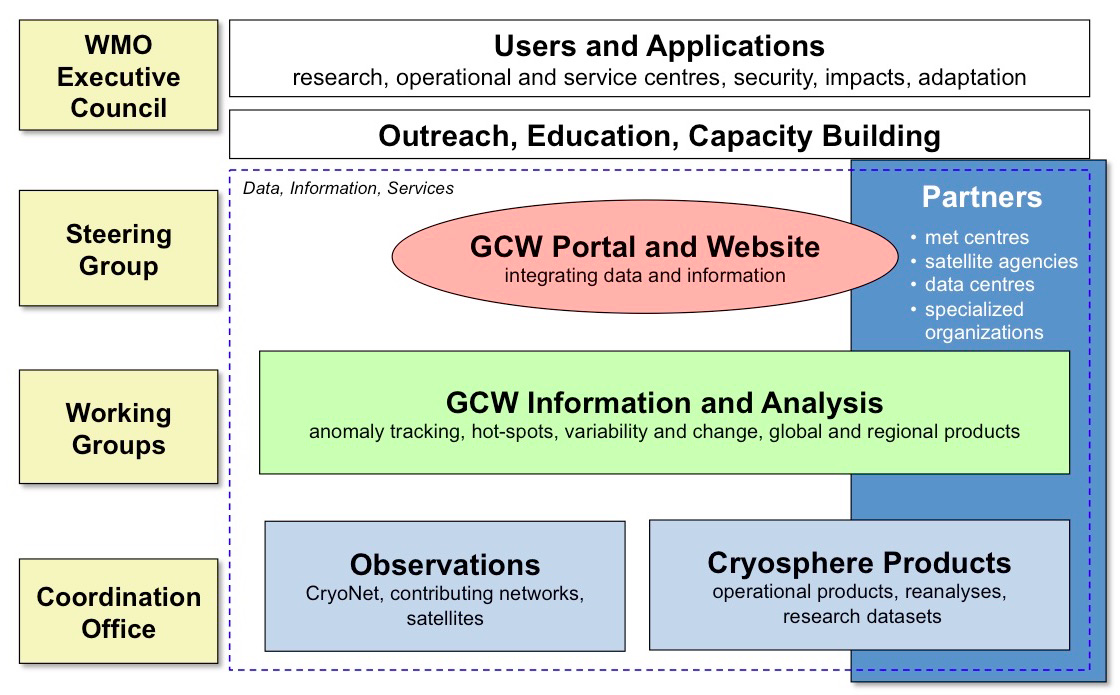 WMO
Executive
Council
Users and Applications
research, operational and service centres, security, impacts, adaptation
Outreach, Education, Capacity Building
Data, Information, Services
Partners
• met centres
• satellite agencies
• data centres
• specialized
organizations
Steering
Group
GCW Portal and Website
integrating data and information
Working
Groups
GCW Information and Analysis
anomaly tracking, hot-spots, variability and change, global and regional products
Coordination
Office
Observations
CryoNet, contributing networks,
satellites
Cryosphere Products
operational products, reanalyses,
research datasets